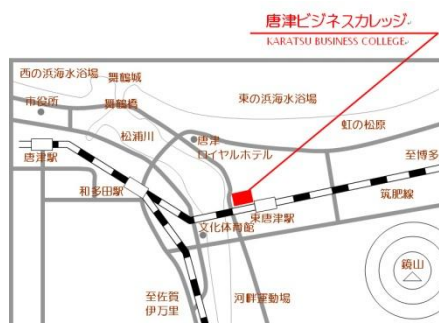 唐津ビジネスカレッジ
KARATSU BUSINESS COLLEGE
西の浜海水浴場
舞鶴城
市役所
舞鶴橋
東の浜海水浴場
松浦川
唐津
ロイヤルホテル
虹の松原
唐津駅
至博多
和多田駅
筑肥線
東唐津駅
文化体育館
鏡山
至佐賀
伊万里
河畔運動場